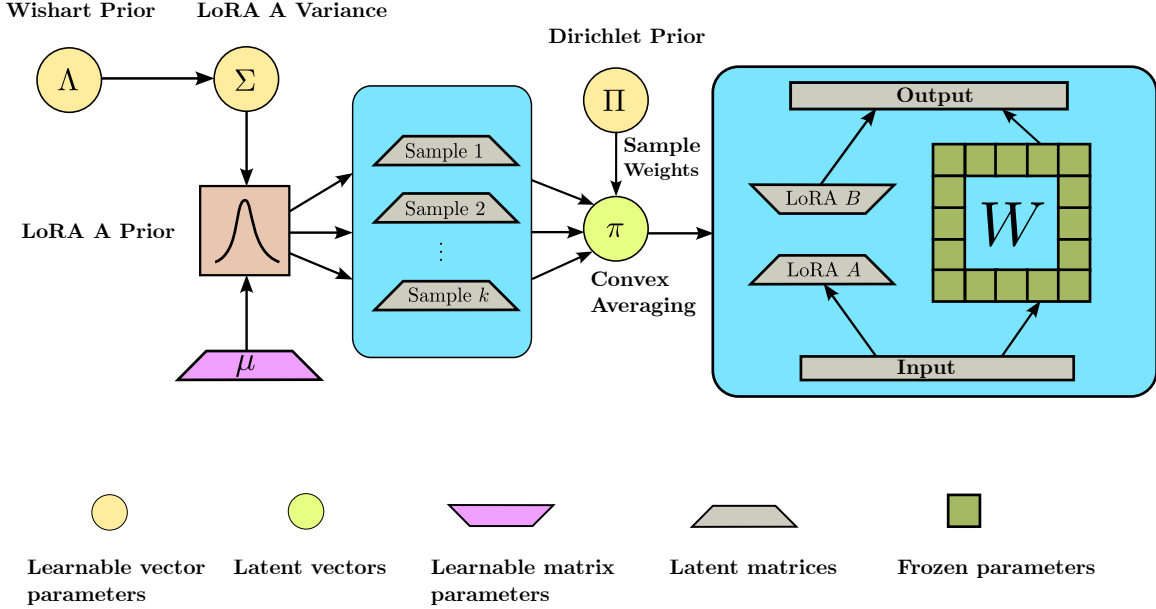 Wishart Prior
LoRA A Variance
Λ
Σ
Dirichlet Prior
Π
Sample
Weights
Sample 1
Sample 2
⋮
Sample k
LoRA A Prior
μ
π
Convex
Averaging
Output
LoRA B
W
LoRA A
Input
Learnable vector
parameters
Latent vectors
Learnable matrix
parameters
Latent matrices
Frozen parameters